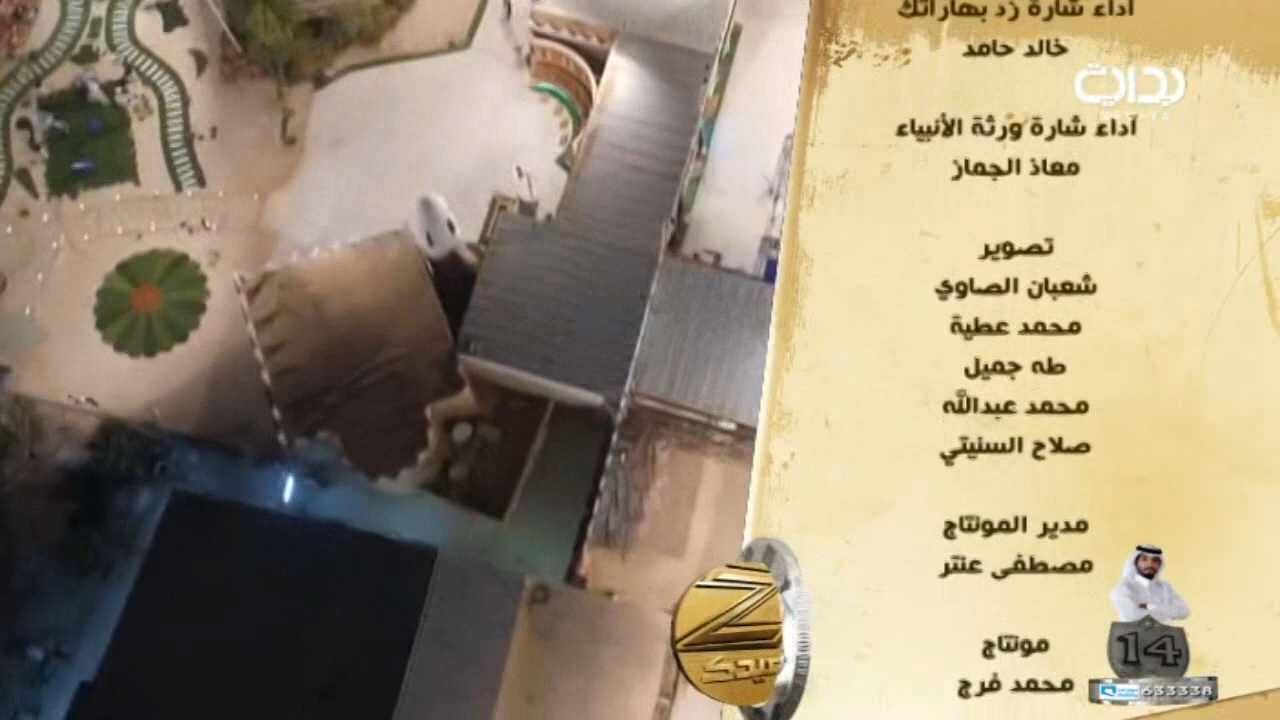 أداء شارة زد بهاراتك
خالد حامد
بداية
أداء شارة ورثة الأنبياء
معاذ الجماز
تصوير
شعبان الصاوي
محمد عطية
طه جميل
محمد عبدالله
صلاح السنيتي
مدير المونتاج
مصطفى عنتر
مونتاج
محمد فرج
14
633338